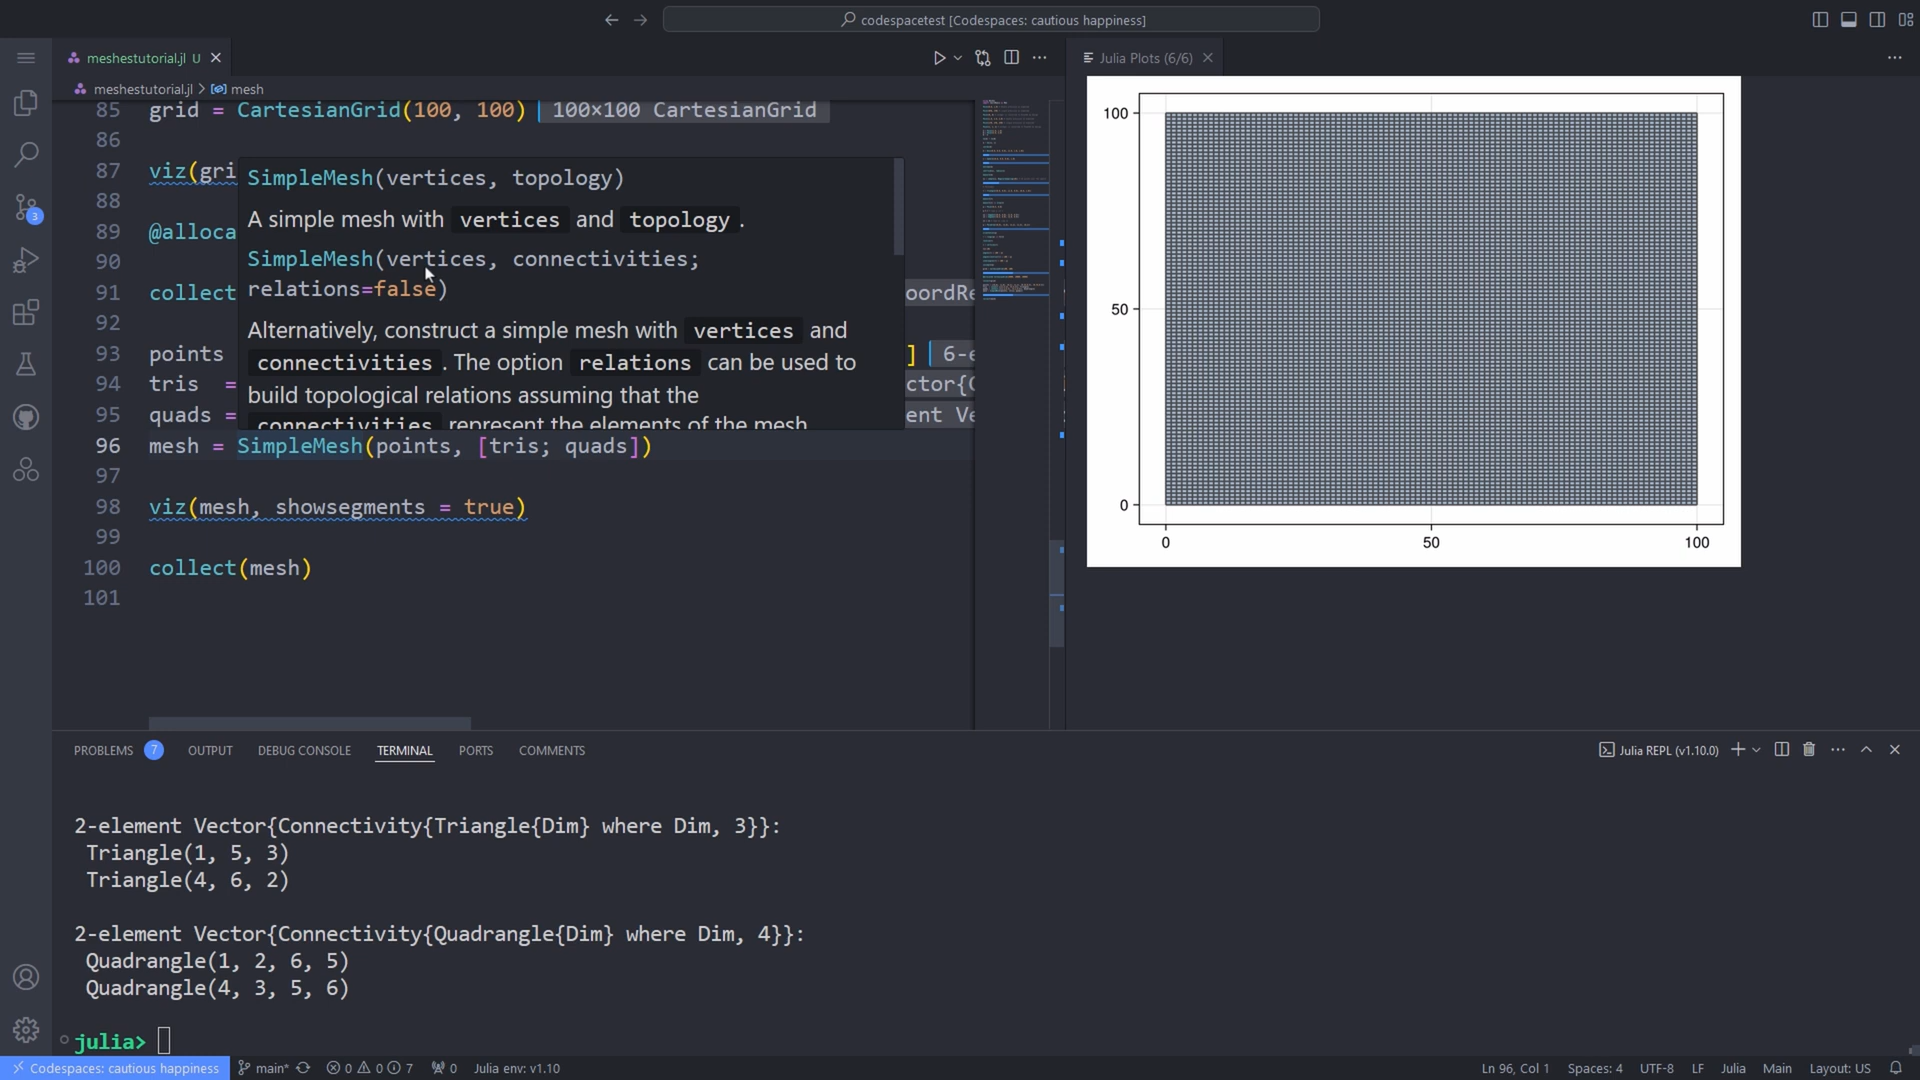 codespacetest [Codespaces: cautious happiness]
meshestutorial.jl U
Julia Plots (6/6)
meshestutorial.jl > mesh
85 grid = CartesianGrid(100, 100) 100×100 CartesianGrid
86
87 viz(gri
88
89 @alloca
90
91 collect
92
93 points
94 tris =
95 quads =
SimpleMesh(vertices, topology)
A simple mesh with vertices and topology .
SimpleMesh(vertices, connectivities;
relations=false)
Alternatively, construct a simple mesh with vertices and
connectivities . The option relations can be used to
build topological relations assuming that the
connectivities represent the elements of the mesh
oordRe
] 6-e
ctor{C
ent Ve
96 mesh = SimpleMesh(points, [tris; quads])
97
98 viz(mesh, showsegments = true)
99
100 collect(mesh)
101
100
50
0
0 50 100
PROBLEMS 7 OUTPUT DEBUG CONSOLE TERMINAL PORTS COMMENTS
Julia REPL (v1.10.0)
2-element Vector{Connectivity{Triangle{Dim} where Dim, 3}}:
Triangle(1, 5, 3)
Triangle(4, 6, 2)
2-element Vector{Connectivity{Quadrangle{Dim} where Dim, 4}}:
Quadrangle(1, 2, 6, 5)
Quadrangle(4, 3, 5, 6)
julia>
3
Codespaces: cautious happiness main* 0 0 7 0 Julia env: v1.10
Ln 96, Col 1 Spaces: 4 UTF-8 LF Julia Main Layout: US